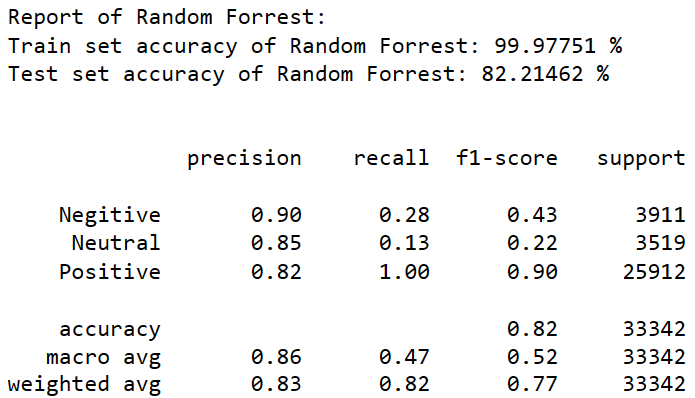 Report of Random Forrest:
Train set accuracy of Random Forrest: 99.97751 %
Test set accuracy of Random Forrest: 82.21462 %
precision recall f1-score support
Negitive 0.90 0.28 0.43 3911
Neutral 0.85 0.13 0.22 3519
Positive 0.82 1.00 0.90 25912
accuracy 0.82 33342
macro avg 0.86 0.47 0.52 33342
weighted avg 0.83 0.82 0.77 33342